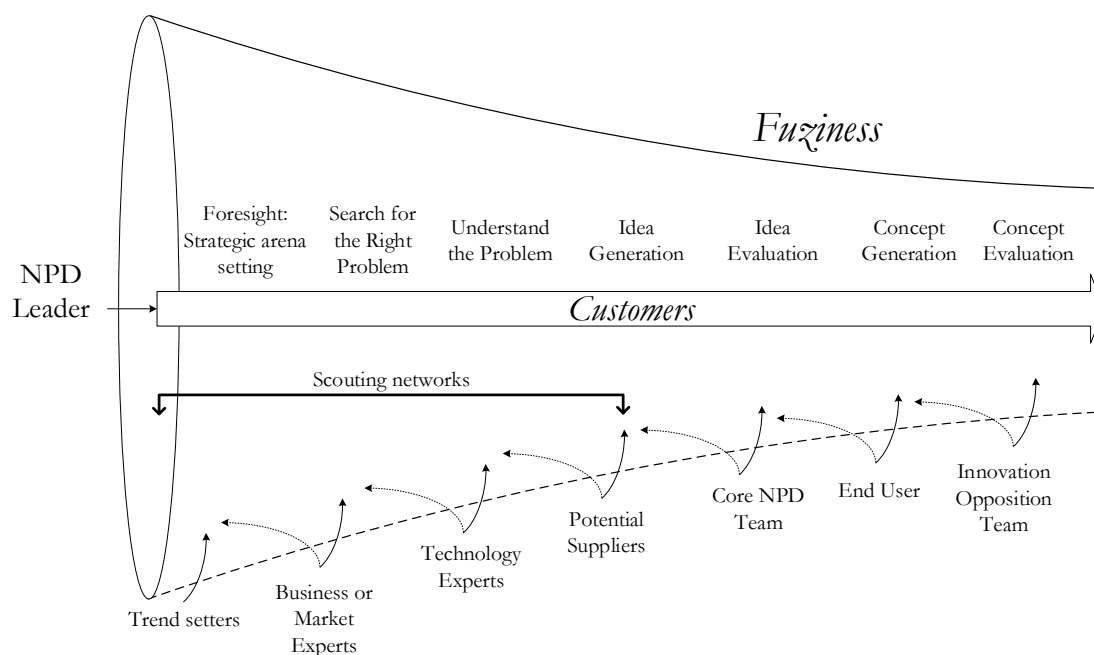 Fuziness
Foresight:
Strategic arena
setting
Search for
the Right
Problem
Understand
the Problem
Idea
Generation
Idea
Evaluation
Concept
Generation
Concept
Evaluation
NPD
Leader
Customers
Scouting networks
Trend setters
Business or
Market
Experts
Technology
Experts
Potential
Suppliers
Core NPD
Team
End User
Innovation
Opposition
Team